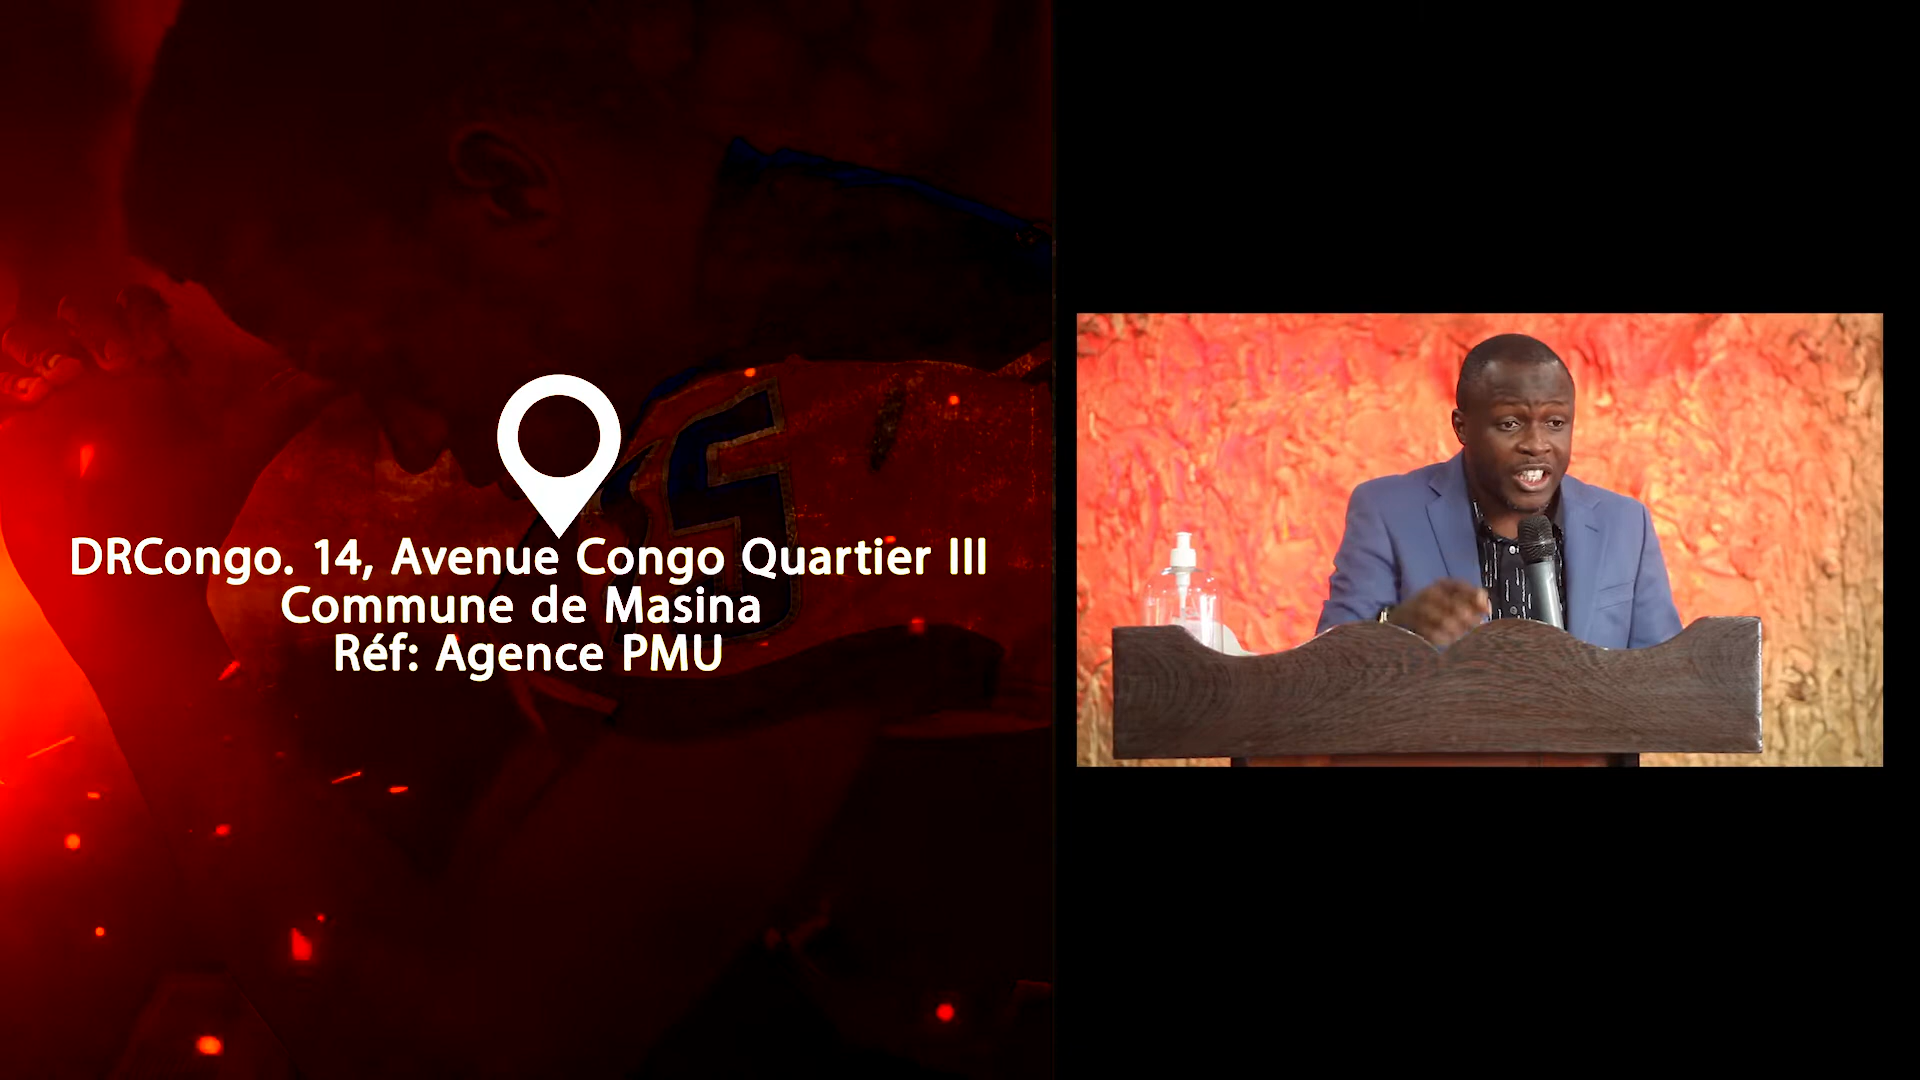 DRCongo. 14, Avenue Congo Quartier III
Commune de Masina
Réf: Agence PMU